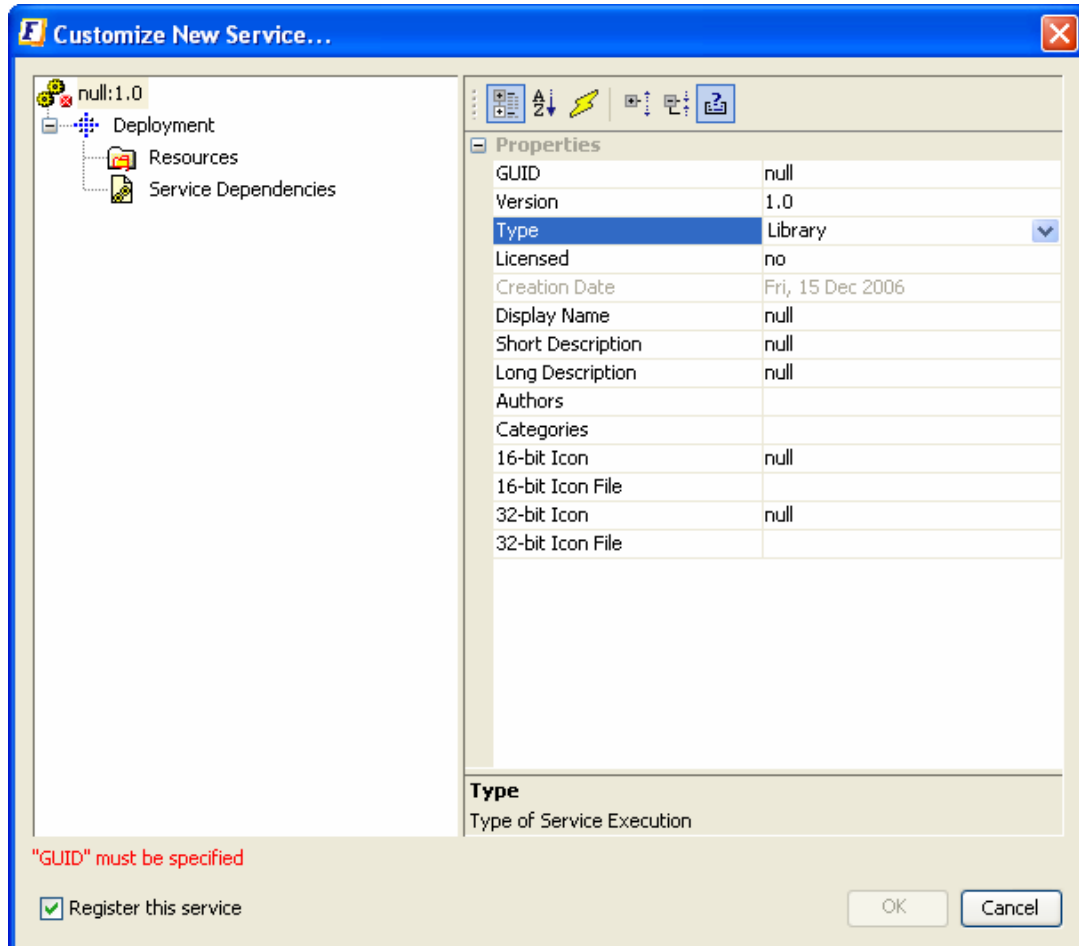 Customize New Service...
null:1.0
Deployment
Resources
Service Dependencies
Properties
GUID null
Version 1.0
Type Library
Licensed no
Creation Date Fri, 15 Dec 2006
Display Name null
Short Description null
Long Description null
Authors
Categories
16-bit Icon null
16-bit Icon File
32-bit Icon null
32-bit Icon File
Type
Type of Service Execution
"GUID" must be specified
Register this service
OK Cancel